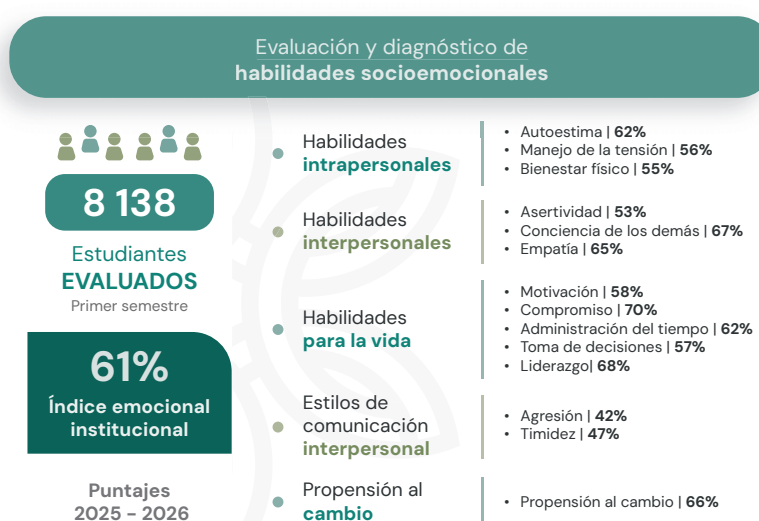 Evaluación y diagnóstico de
habilidades socioemocionales
8 138
Estudiantes
EVALUADOS
Primer semestre
61%
Índice emocional
institucional
Puntajes
2025 - 2026
Habilidades
intrapersonales
• Autoestima | 62%
• Manejo de la tensión | 56%
• Bienestar físico | 55%
Habilidades
interpersonales
• Asertividad | 53%
• Conciencia de los demás | 67%
• Empatía | 65%
Habilidades
para la vida
• Motivación | 58%
• Compromiso | 70%
• Administración del tiempo | 62%
• Toma de decisiones | 57%
• Liderazgo| 68%
Estilos de
comunicación
interpersonal
• Agresión | 42%
• Timidez | 47%
Propensión al
cambio
• Propensión al cambio | 66%